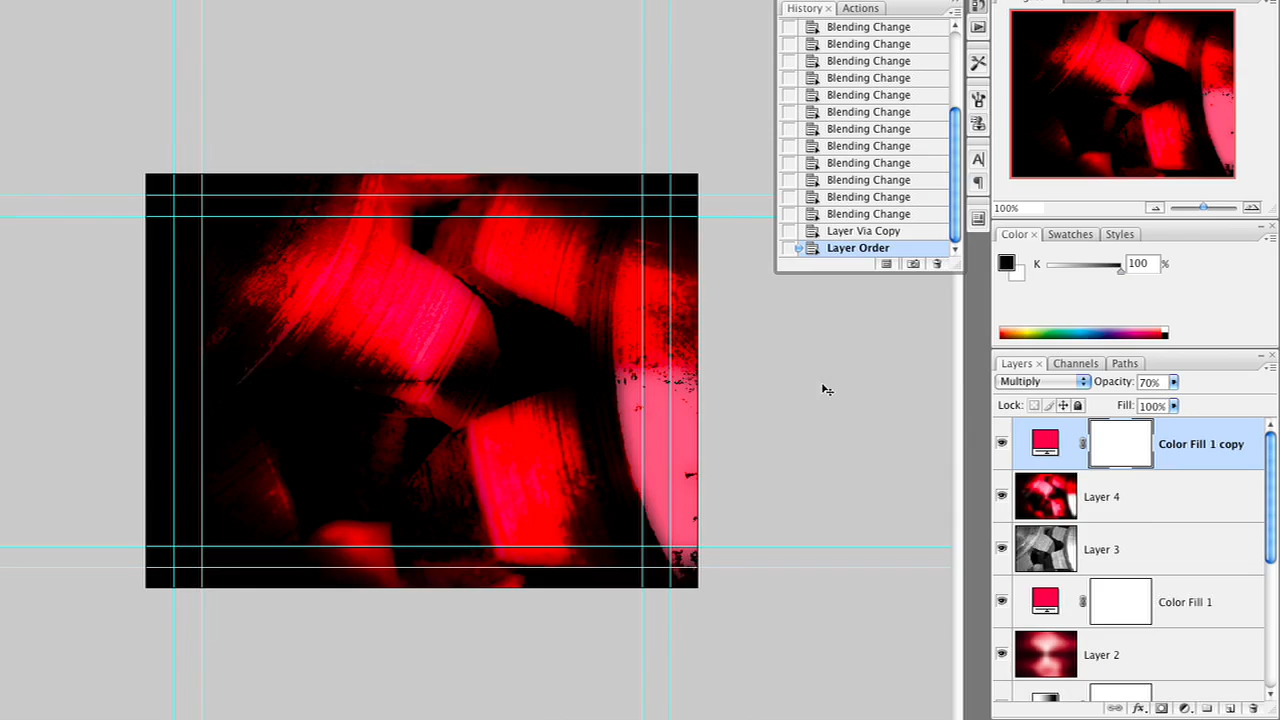 History × Actions
Blending Change
Blending Change
Blending Change
Blending Change
Blending Change
Blending Change
Blending Change
Blending Change
Blending Change
Blending Change
Blending Change
Blending Change
Layer Via Copy
Layer Order
100%
Color × Swatches Styles
K 100 %
Layers × Channels Paths
Multiply Opacity: 70%
Lock: Fill: 100%
Color Fill 1 copy
Layer 4
Layer 3
Color Fill 1
Layer 2
A
fx